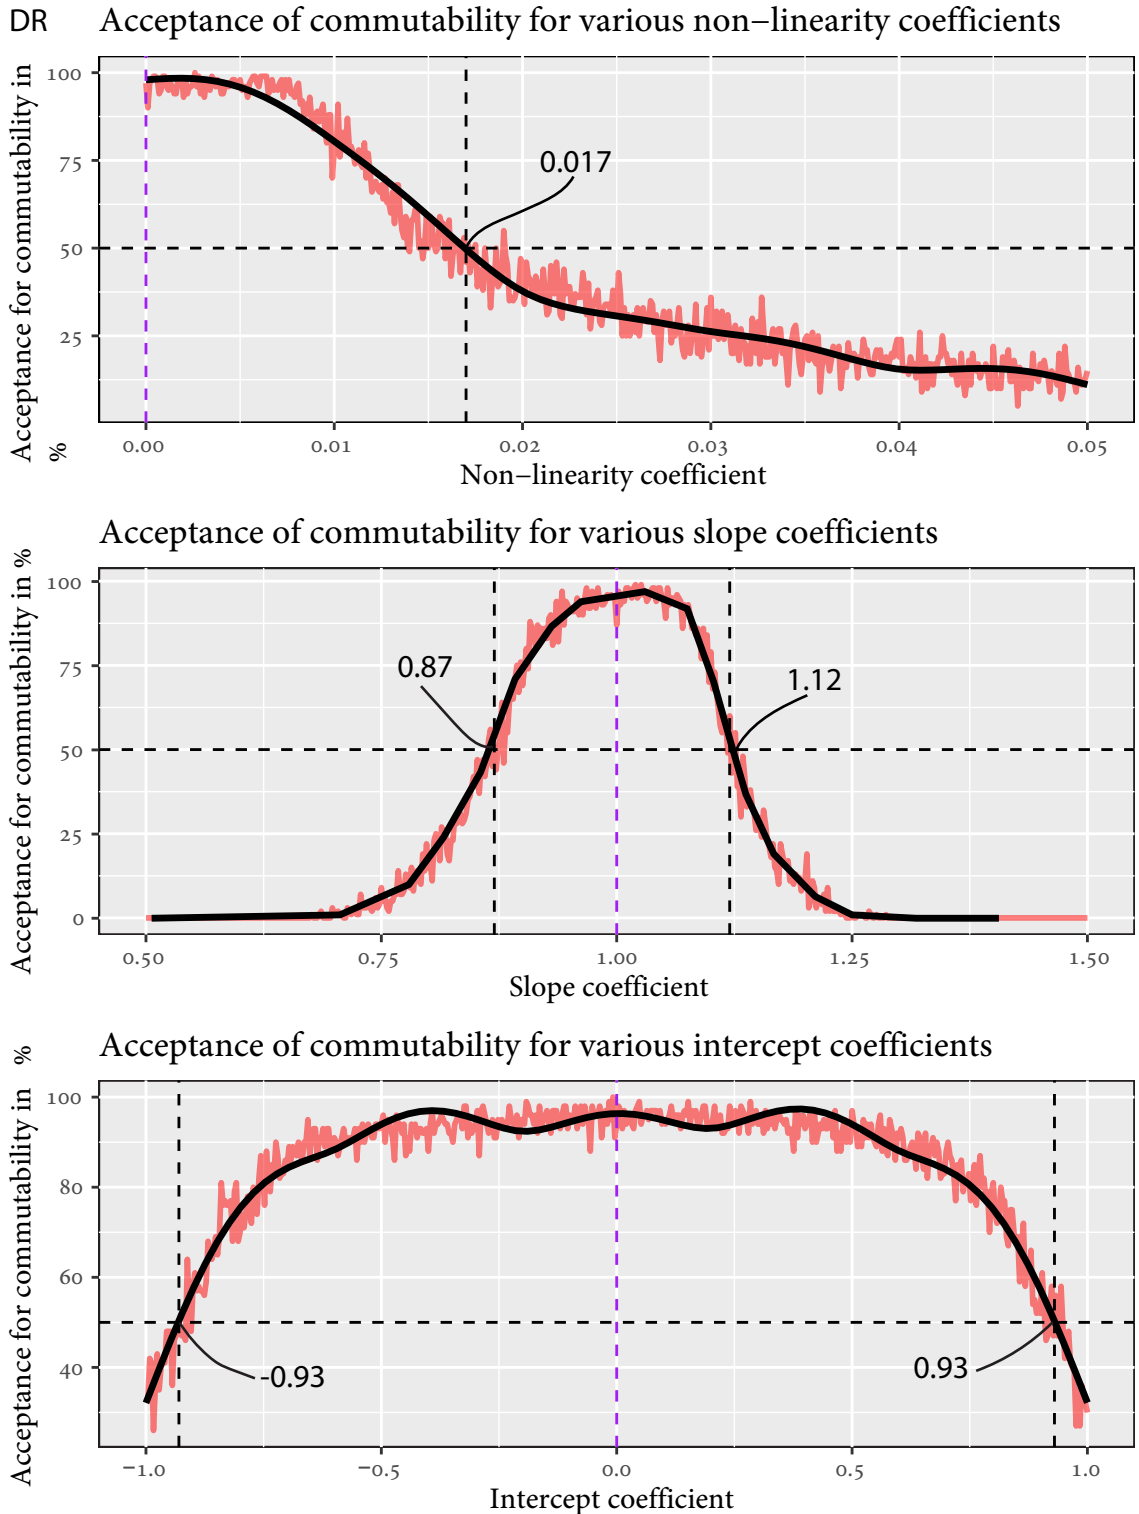 DR
Acceptance of commutability for various non−linearity coefficients
Acceptance for commutability in
%
100
75
50
25
0.017
0.00 0.01 0.02 0.03 0.04 0.05
Non−linearity coefficient
Acceptance of commutability for various slope coefficients
Acceptance for commutability in %
100
75
50
25
0
0.87
1.12
0.50 0.75 1.00 1.25 1.50
Slope coefficient
Acceptance of commutability for various intercept coefficients
Acceptance for commutability in %
100
80
60
40
-0.93
0.93
−1.0 −0.5 0.0 0.5 1.0
Intercept coefficient